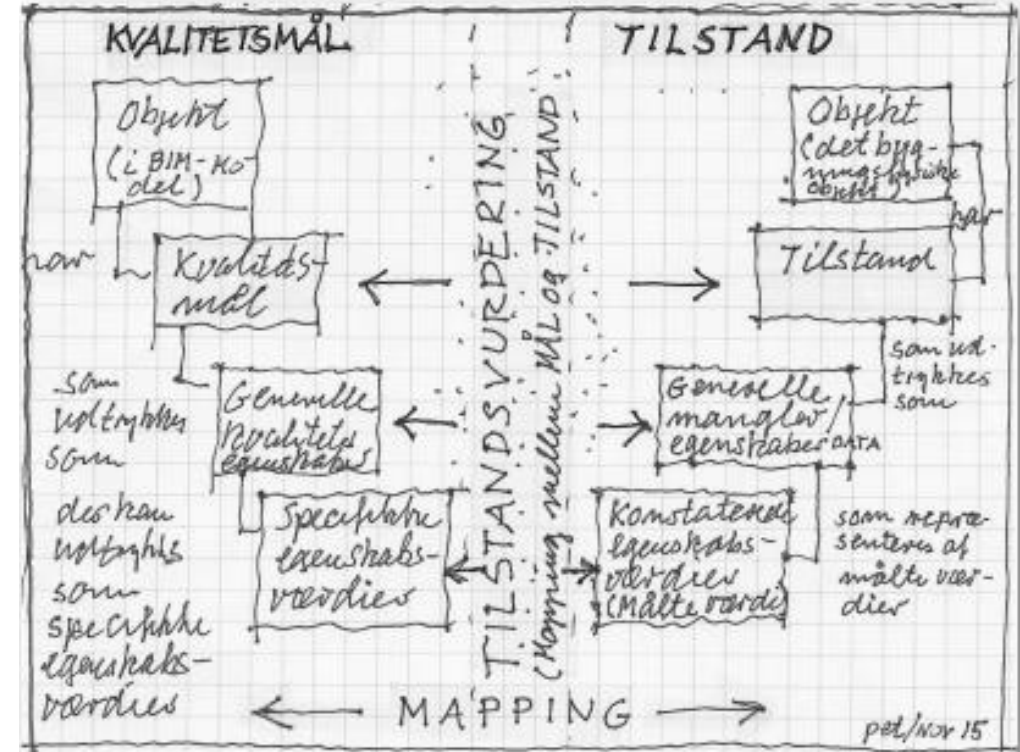 KVALITETSMÅL
TILSTAND
Objekt
(i BIM-Mo-
del)
har
Kvalitets-
mål
som
udtrykkes
som
Generelle
kvalitets
egenskaber
der kan
udtrykkes
som
specifikke
egenskabs-
værdier
Specifikke
egenskabs-
værdier
TILSTANDSVURDERING
(Mapping mellem MÅL og TILSTAND
Objekt
(det byg-
ningsfysiske
objekt)
har
Tilstand
som ud-
trykkes
som
Generelle
mangler/
egenskaber DATA
Konstaterede
egenskabs-
værdier
(Målte værdi)
som repræ-
senteres af
målte vær-
dier
MAPPING
pet/Nov 15